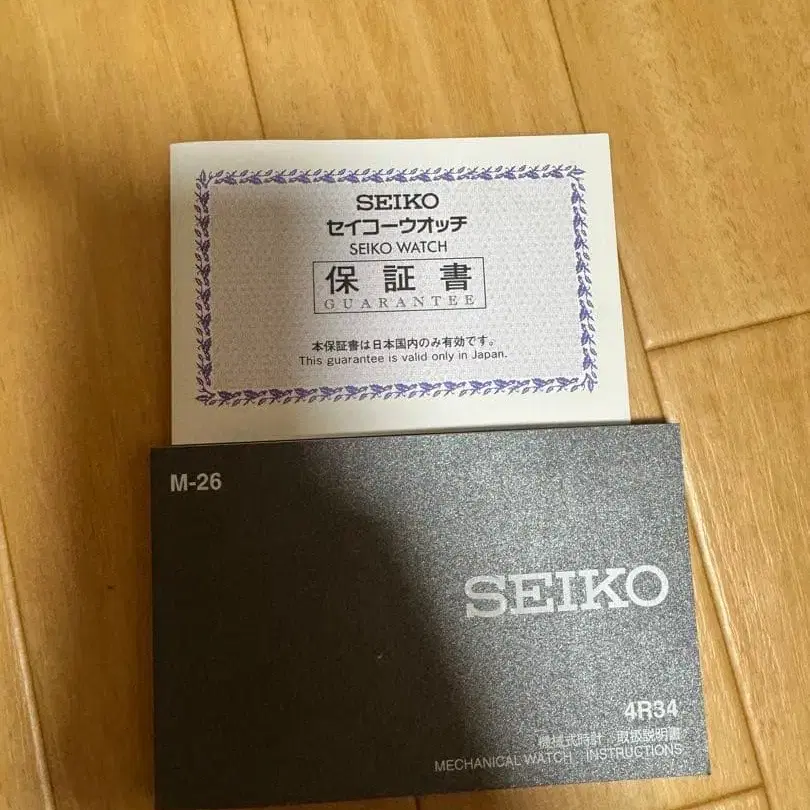 SEIKO
セイコーウオッチ
SEIKO WATCH
保証書
GUARANTEE
本保証書は日本国内のみ有効です。
This guarantee is valid only in Japan.
M-26
SEIKO
4R34
機械式時計 取扱説明書
MECHANICAL WATCH INSTRUCTIONS